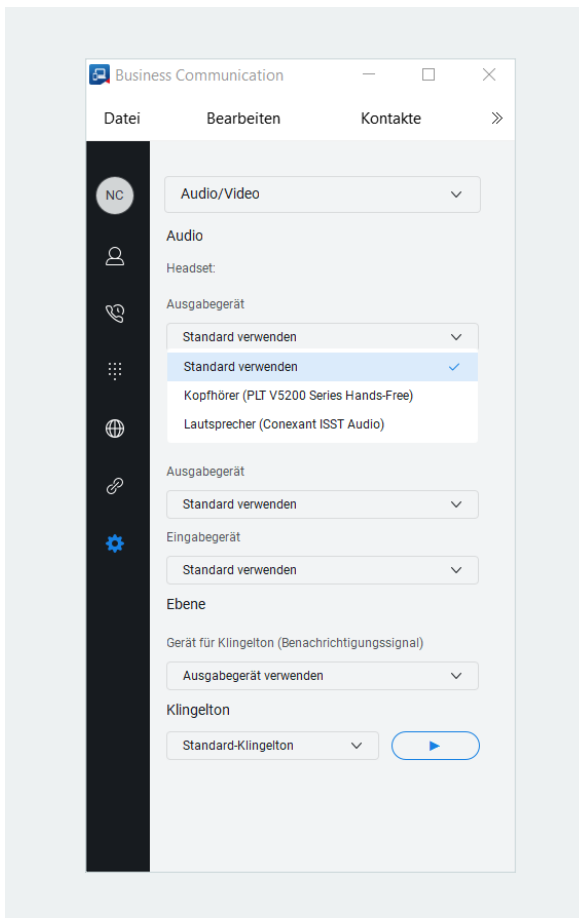 Business Communication
Datei Bearbeiten Kontakte
NC
Audio/Video
Audio
Headset:
Ausgabegerät
Standard verwenden
Standard verwenden
Kopfhörer (PLT V5200 Series Hands-Free)
Lautsprecher (Conexant ISST Audio)
Ausgabegerät
Standard verwenden
Eingabegerät
Standard verwenden
Ebene
Gerät für Klingelton (Benachrichtigungssignal)
Ausgabegerät verwenden
Klingelton
Standard-Klingelton